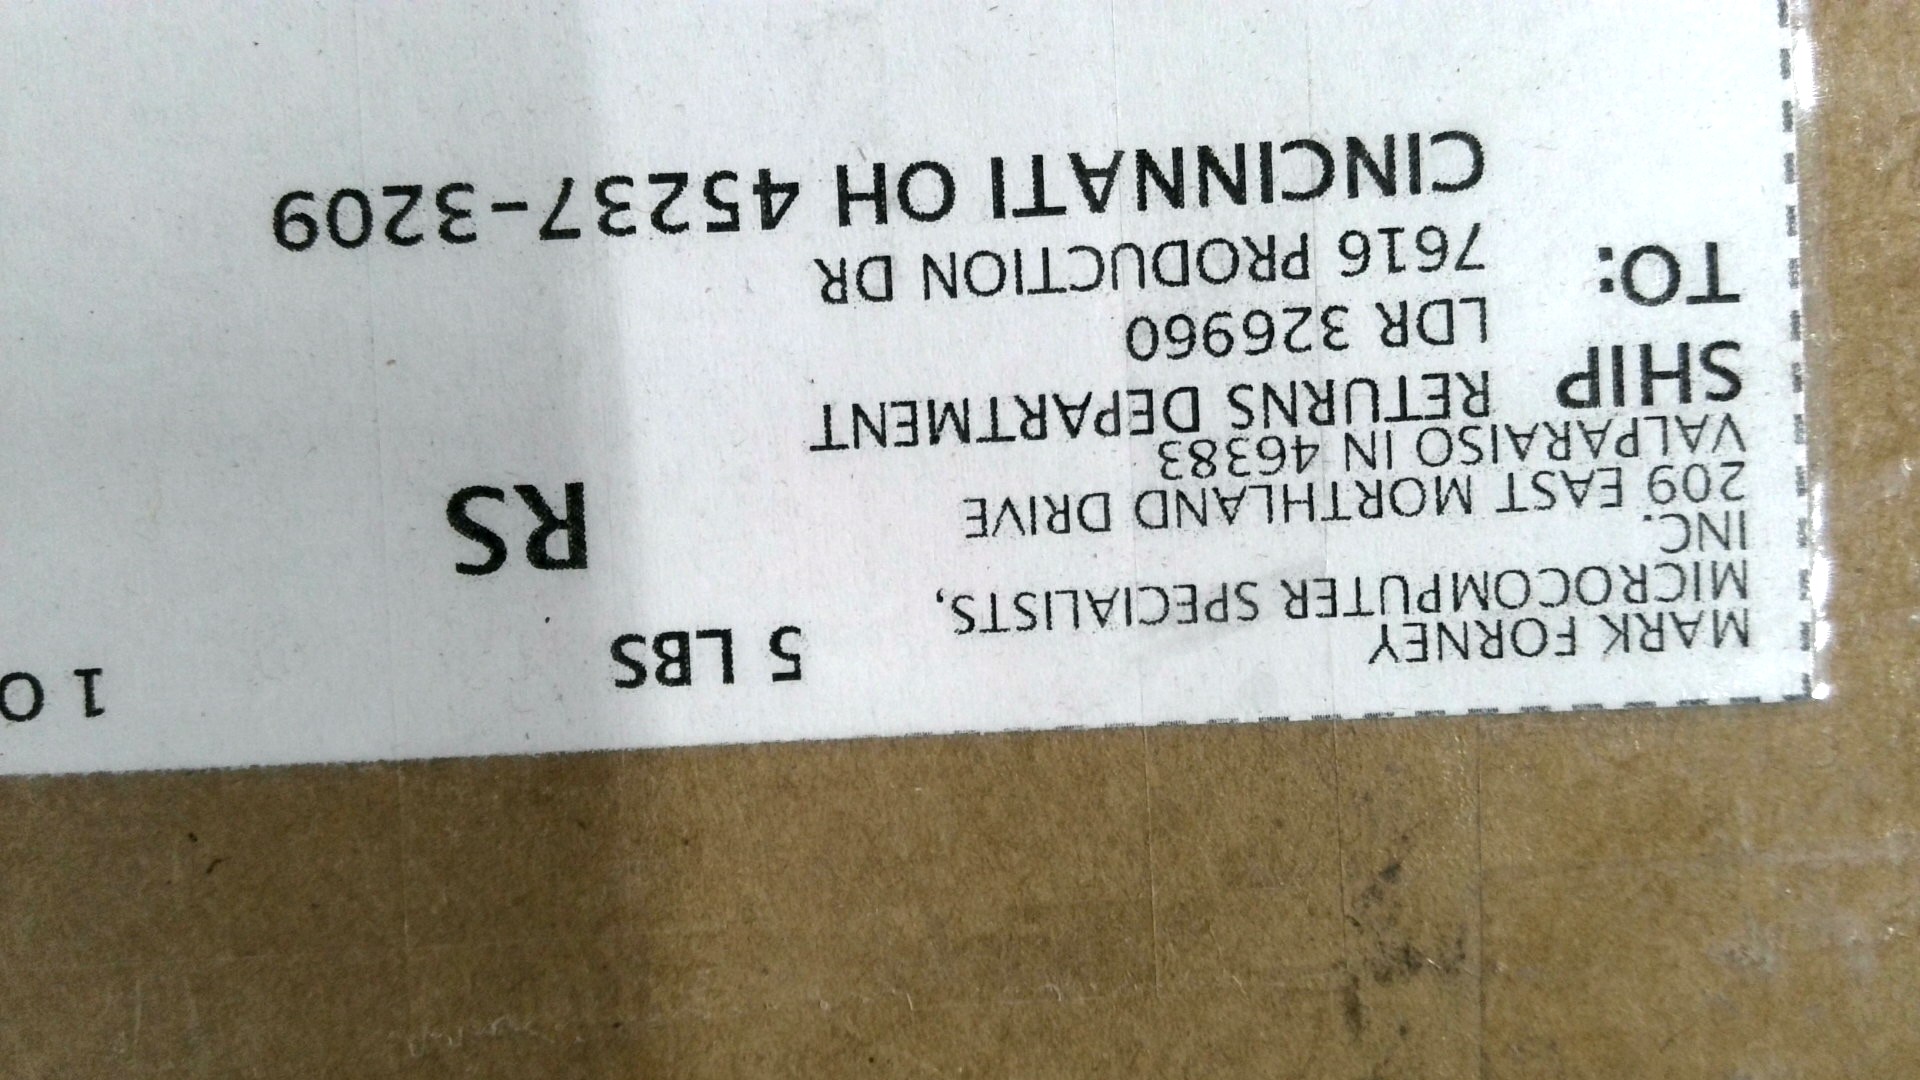 MARK FORNEY
MICROCOMPUTER SPECIALISTS,
INC.
209 EAST MORTHLAND DRIVE
VALPARAISO IN 46383
5 LBS
1 O
RS
SHIP
TO:
RETURNS DEPARTMENT
LDR 326960
7616 PRODUCTION DR
CINCINNATI OH 45237-3209